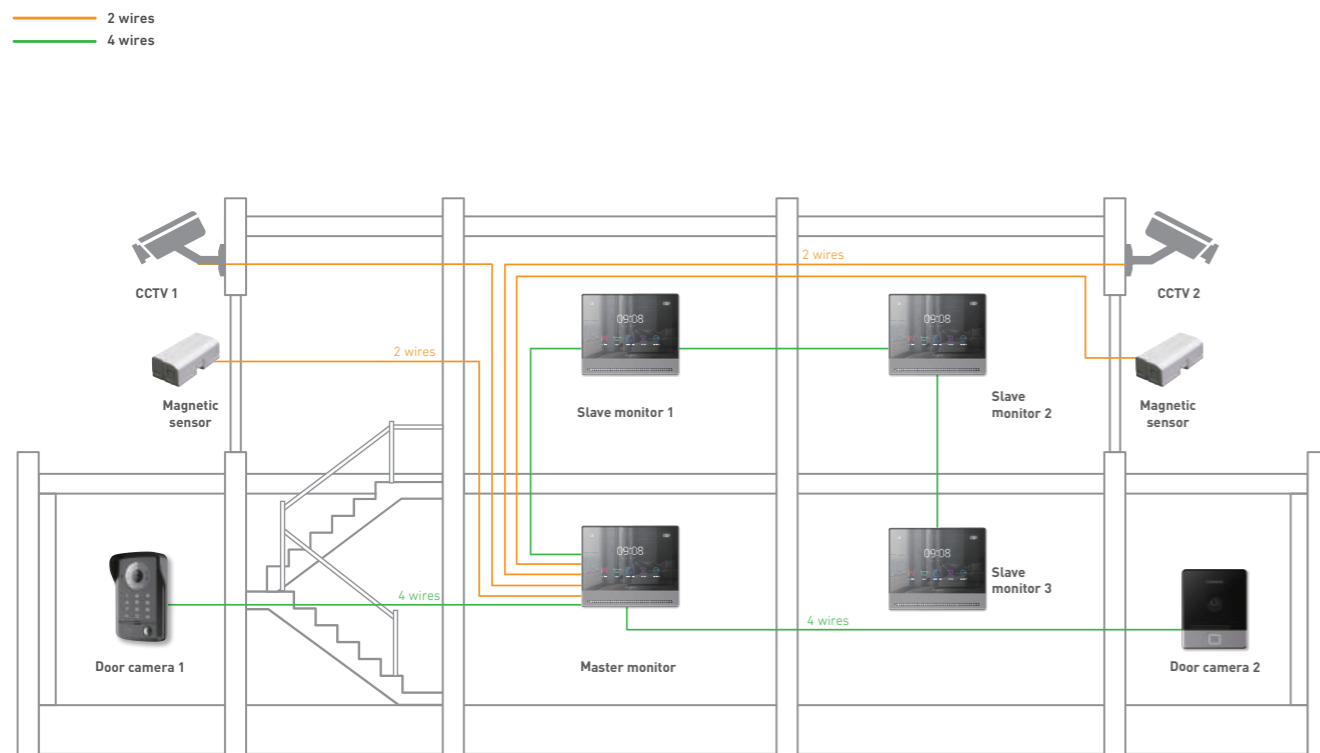 2 wires
4 wires
2 wires
CCTV 1
CCTV 2
09:08
09:08
2 wires
Magnetic
sensor
Slave monitor 1
Slave
monitor 2
Magnetic
sensor
09:08
09:08
Slave
monitor 3
4 wires
4 wires
Door camera 1
Master monitor
Door camera 2